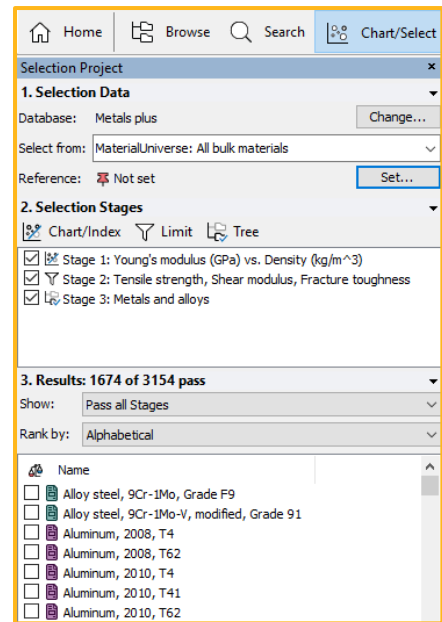 Home Browse Search Chart/Select
Selection Project ×
1. Selection Data
Database: Metals plus Change...
Select from: MaterialUniverse: All bulk materials
Reference: Not set Set...
2. Selection Stages
Chart/Index Limit Tree
Stage 1: Young's modulus (GPa) vs. Density (kg/m^3)
Stage 2: Tensile strength, Shear modulus, Fracture toughness
Stage 3: Metals and alloys
3. Results: 1674 of 3154 pass
Show: Pass all Stages
Rank by: Alphabetical
Name
Alloy steel, 9Cr-1Mo, Grade F9
Alloy steel, 9Cr-1Mo-V, modified, Grade 91
Aluminum, 2008, T4
Aluminum, 2008, T62
Aluminum, 2010, T4
Aluminum, 2010, T41
Aluminum, 2010, T62